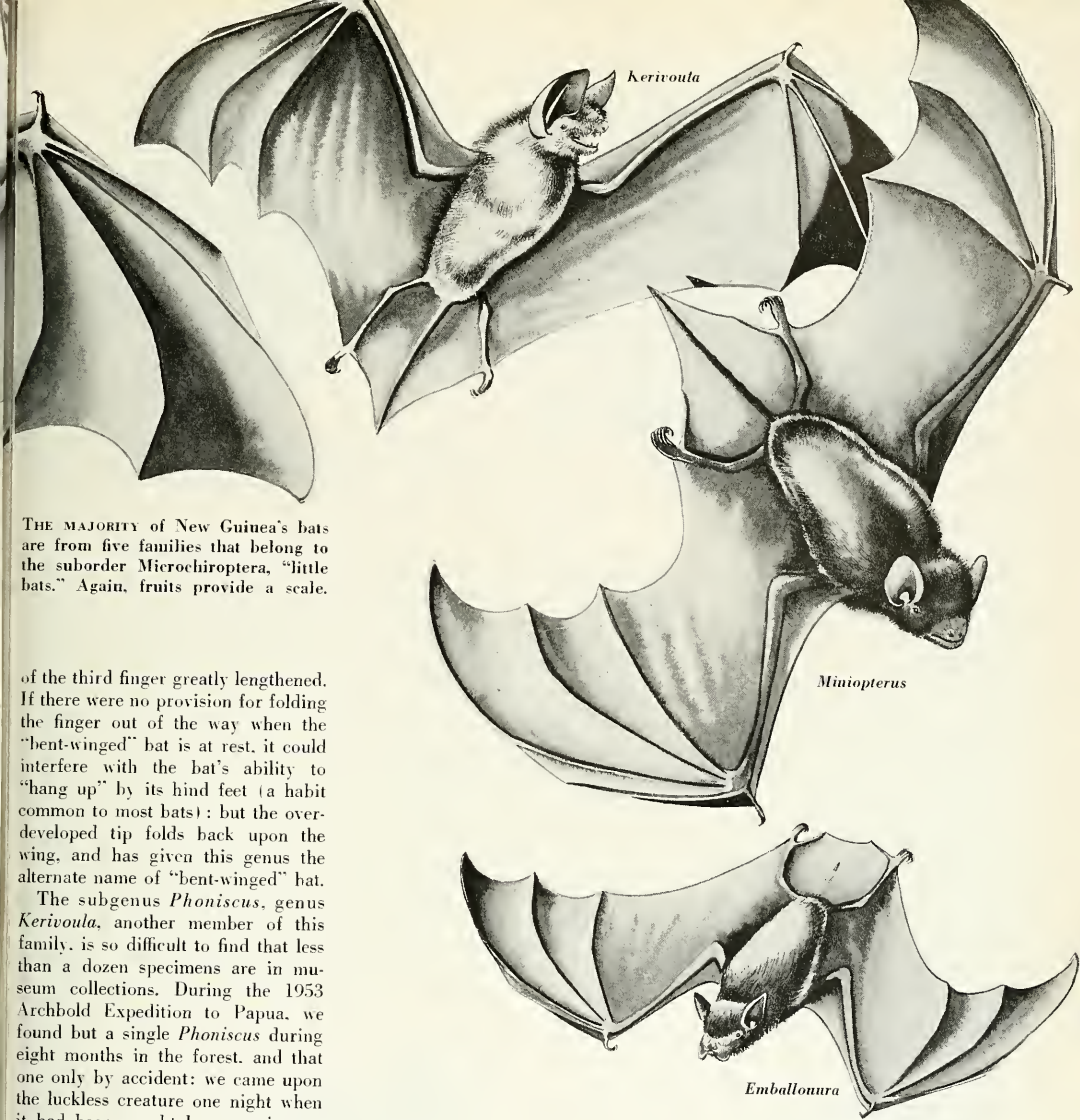 Kerivoula
THE MAJORITY of New Guinea's bats
are from five families that belong to
the suborder Microchiroptera, "little
bats." Again, fruits provide a scale.
of the third finger greatly lengthened.
If there were no provision for folding
the finger out of the way when the
"bent-winged" bat is at rest, it could
interfere with the bat's ability to
"hang up" by its hind feet (a habit
common to most bats) : but the over-
developed tip folds back upon the
wing, and has given this genus the
alternate name of "bent-winged" bat.
The subgenus Phoniscus, genus
Kerivoula, another member of this
family, is so difficult to find that less
than a dozen specimens are in mu-
seum collections. During the 1953
Archbold Expedition to Papua, we
found but a single Phoniscus during
eight months in the forest, and that
one only by accident: we came upon
the luckless creature one night when
Miniopterus
Emballonura